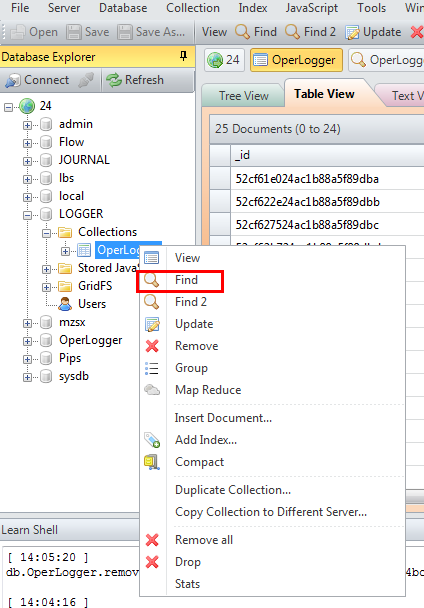 File Server Database Collection Index JavaScript Tools
Open Save Save As... View Find Find 2 Update
Database Explorer
24 OperLogger OperLogger
Connect Refresh
Tree View Table View Text V
24
admin
Flow
JOURNAL
lbs
local
LOGGER
Collections
OperLog
Stored Java
GridFS
Users
mzsx
OperLogger
Pips
sysdb
25 Documents (0 to 24)
_id
52cf61e024ac1b88a5f89dba
52cf622e24ac1b88a5f89dbb
52cf627524ac1b88a5f89dbc
View
Find
Find 2
Update
Remove
Group
Map Reduce
Insert Document...
Add Index...
Compact
Duplicate Collection...
Copy Collection to Different Server...
Remove all
Drop
Stats
Learn Shell
[ 14:05:20 ]
db.OperLogger.remov
[ 14:04:16 ]